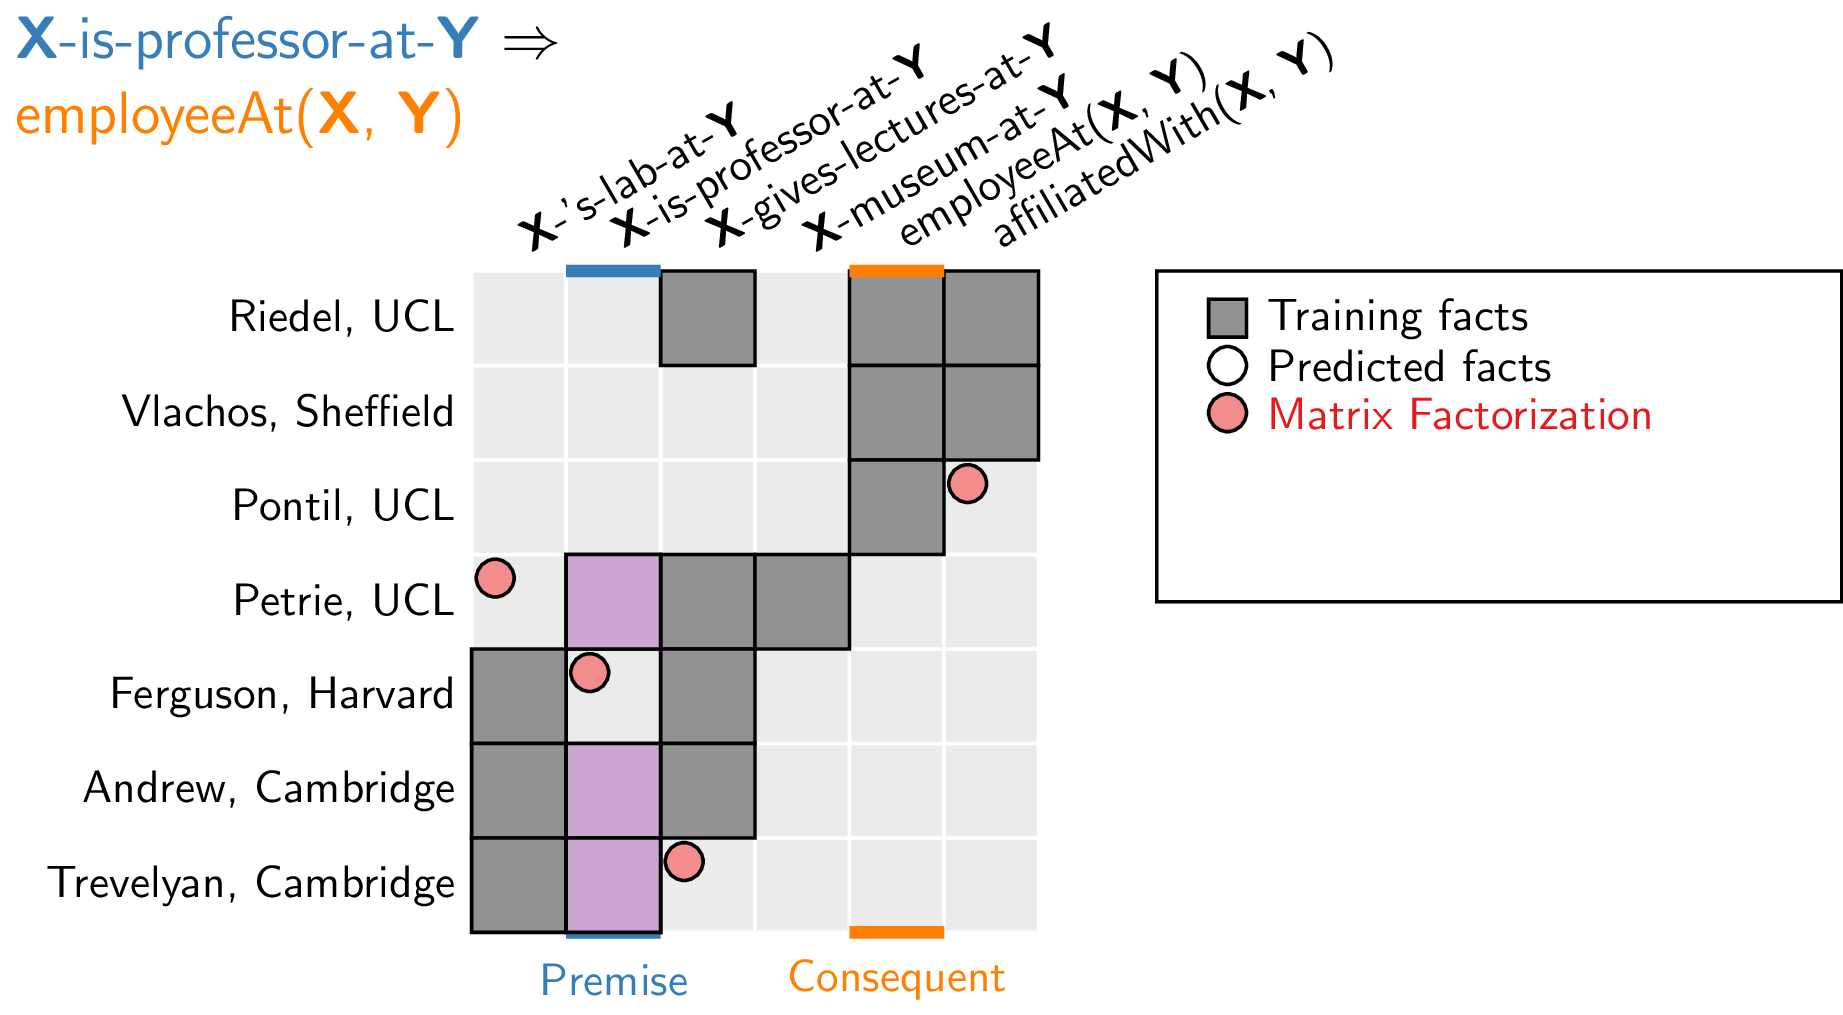 X-is-professor-at-Y ⇒
employeeAt(X, Y)
X-'s-lab-at-Y
X-is-professor-at-Y
X-gives-lectures-at-Y
X-museum-at-Y
employeeAt(X, Y)
affiliatedWith(X, Y)
Riedel, UCL
Vlachos, Sheffield
Pontil, UCL
Petrie, UCL
Ferguson, Harvard
Andrew, Cambridge
Trevelyan, Cambridge
Premise
Consequent
Training facts
Predicted facts
Matrix Factorization